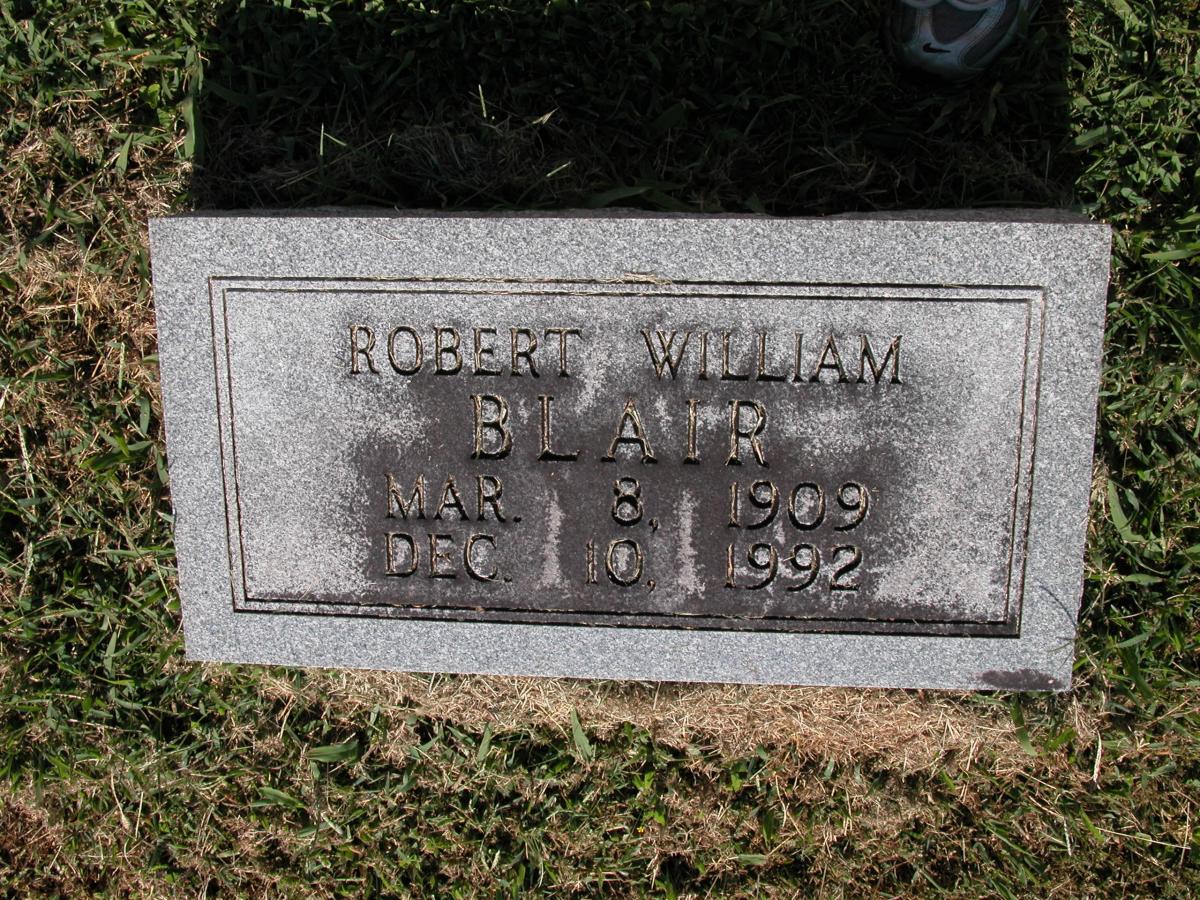 ROBERT WILLIAM
BLAIR
MAR. 8, 1909
DEC. 10, 1992